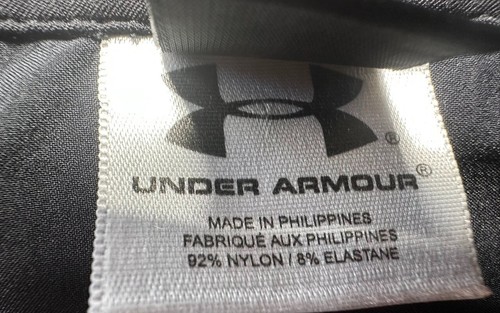 ®
UNDER ARMOUR®
MADE IN PHILIPPINES
FABRIQUÉ AUX PHILIPPINES
92% NYLON / 8% ELASTANE